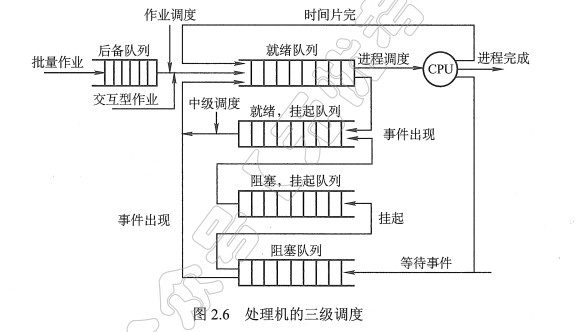 作业调度
时间片完
后备队列
就绪队列
批量作业
进程调度
CPU
进程完成
交互型作业
中级调度
就绪，挂起队列
事件出现
阻塞，挂起队列
事件出现
挂起
阻塞队列
等待事件
图 2.6 处理机的三级调度